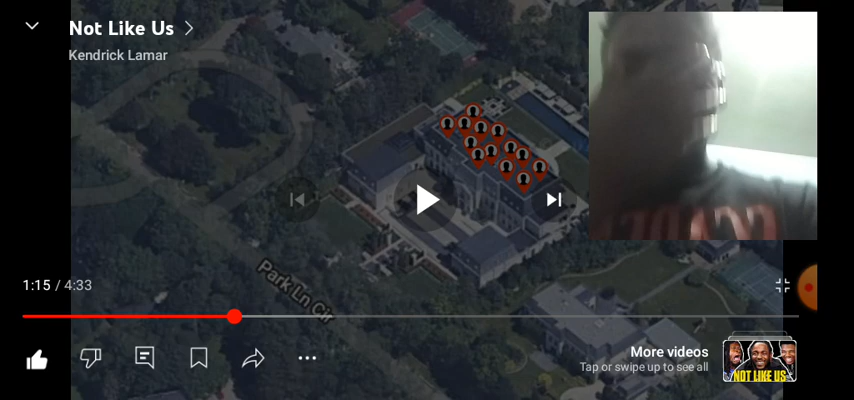 Not Like Us
Kendrick Lamar
Park Ln Cir
1:15 / 4:33
More videos
Tap or swipe up to see all
NOT LIKE US